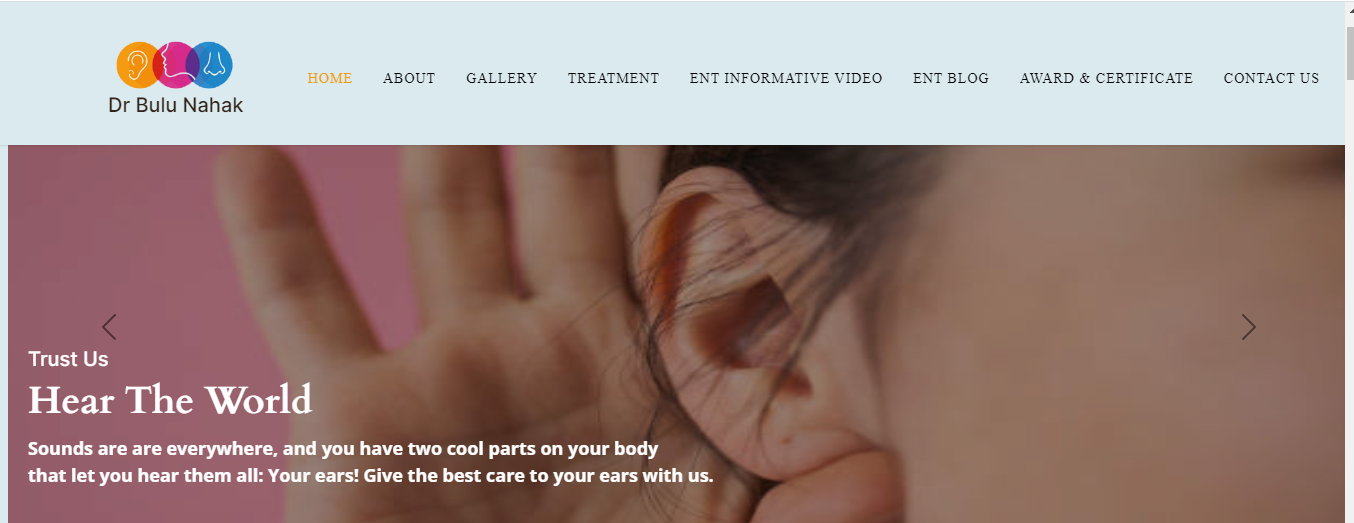 Dr Bulu Nahak
HOME ABOUT GALLERY TREATMENT ENT INFORMATIVE VIDEO ENT BLOG AWARD & CERTIFICATE CONTACT US
Trust Us
Hear The World
Sounds are are everywhere, and you have two cool parts on your body
that let you hear them all: Your ears! Give the best care to your ears with us.